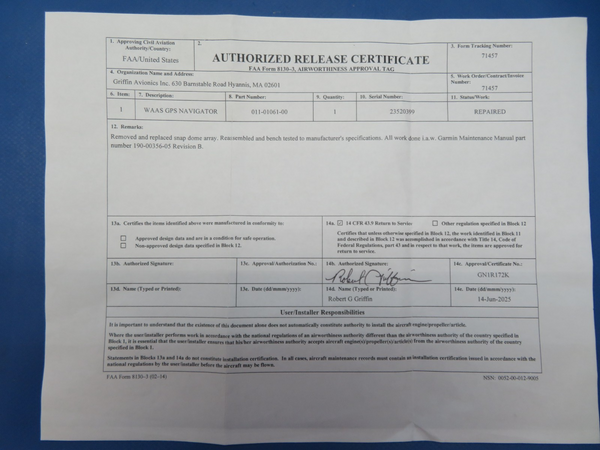 1. Approving Civil Aviation
Authority/Country:
FAA/United States
2.
AUTHORIZED RELEASE CERTIFICATE
FAA Form 8130–3, AIRWORTHINESS APPROVAL TAG
3. Form Tracking Number:
71457
4. Organization Name and Address:
Griffin Avionics Inc. 630 Barnstable Road Hyannis, MA 02601
5. Work Order/Contract/Invoice
Number:
71457
6. Item: 7. Description: 8. Part Number: 9. Quantity: 10. Serial Number: 11. Status/Work:
1 WAAS GPS NAVIGATOR 011-01061-00 1 REPAIRED
12. Remarks:
Removed and replaced snap dome array, Reassembled and bench tested to manufacturer's specifications. All work done i.a.w. Garmin Maintenance Manual part
number 190-00356-05 Revision B.
13a. Certifies the items identified above were manufactured in conformity to:
Approved design data and are in a condition for safe operation.
Non-approved design data specified in Block 12.
14a. 14 CFR 43.9 Return to Service Other regulation specified in Block 12
Certifies that unless otherwise specified in Block 12, the work identified in Block 11
and described in Block 12 was accomplished in accordance with Title 14, Code of
Federal Regulations, part 43 and in respect to that work, the items are approved for
return to service.
13b. Authorized Signature: 13c. Approval/Authorization No.: 14b. Authorized Signature: 14c. Approval/Certificate No.:
Robert G Griffin
GN1R172K
13d. Name (Typed or Printed): 13e. Date (dd/mmm/yyyy): 14d. Name (Typed or Printed): 14e. Date (dd/mmm/yyyy):
Robert G Griffin 14-Jun-2025
User/Installer Responsibilities
It is important to understand that the existence of this document alone does not automatically constitute authority to install the aircraft engine/propeller/article.
Where the user/installer performs work in accordance with the national regulations of an airworthiness authority different than the airworthiness authority of the country specified in
Block 1, it is essential that the user/installer ensures that his/her airworthiness authority accepts aircraft engine(s)/propeller(s)/article(s) from the airworthiness authority of the country
specified in Block 1.
Statements in Blocks 13a and 14a do not constitute installation certification. In all cases, aircraft maintenance records must contain an installation certification issued in accordance with the
national regulations by the user/installer before the aircraft may be flown.
FAA Form 8130–3 (02–14) NSN: 0052-00-012-9005